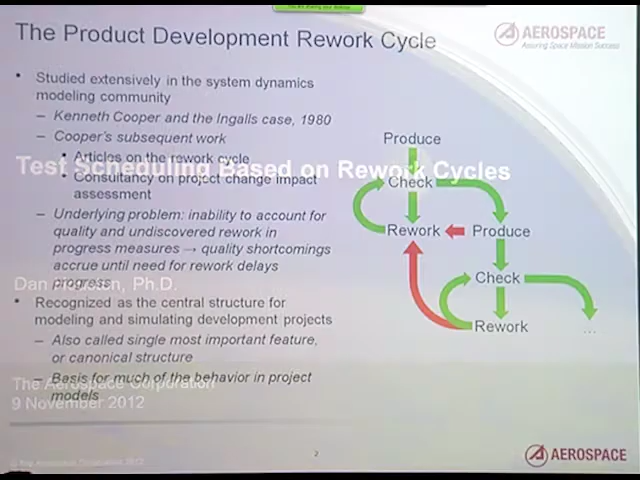 The Product Development Rework Cycle
AEROSPACE
Assuring Space Mission Success
• Studied extensively in the system dynamics
modeling community
– Kenneth Cooper and the Ingalls case, 1980
– Cooper's subsequent work
• Articles on the rework cycle
Test Scheduling Based on Rework Cycles
• Consultancy on project change impact
assessment
– Underlying problem: inability to account for
quality and undiscovered rework in
progress measures → quality shortcomings
accrue until need for rework delays
progress
Dan Ph.D.
• Recognized as the central structure for
modeling and simulating development projects
– Also called single most important feature,
or canonical structure
– Basis for much of the behavior in project
models
The Aerospace Corporation
9 November 2012
Produce
Check
Rework
Produce
Check
Rework
...
2
© The Aerospace Corporation 2012
AEROSPACE